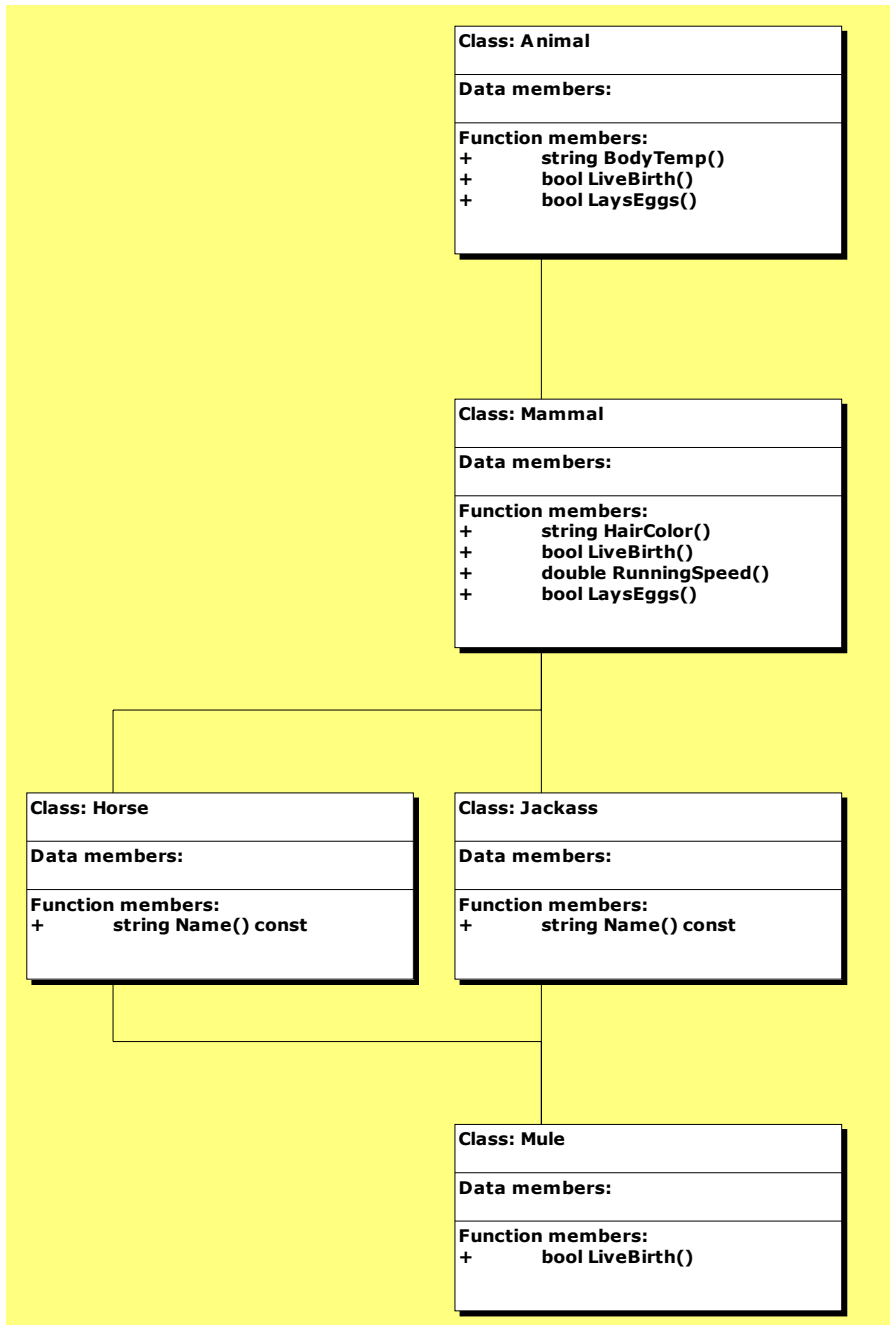 Class: Animal
Data members:
Function members:
+ string BodyTemp()
+ bool LiveBirth()
+ bool LaysEggs()
Class: Mammal
Data members:
Function members:
+ string HairColor()
+ bool LiveBirth()
+ double RunningSpeed()
+ bool LaysEggs()
Class: Horse
Data members:
Function members:
+ string Name() const
Class: Jackass
Data members:
Function members:
+ string Name() const
Class: Mule
Data members:
Function members:
+ bool LiveBirth()